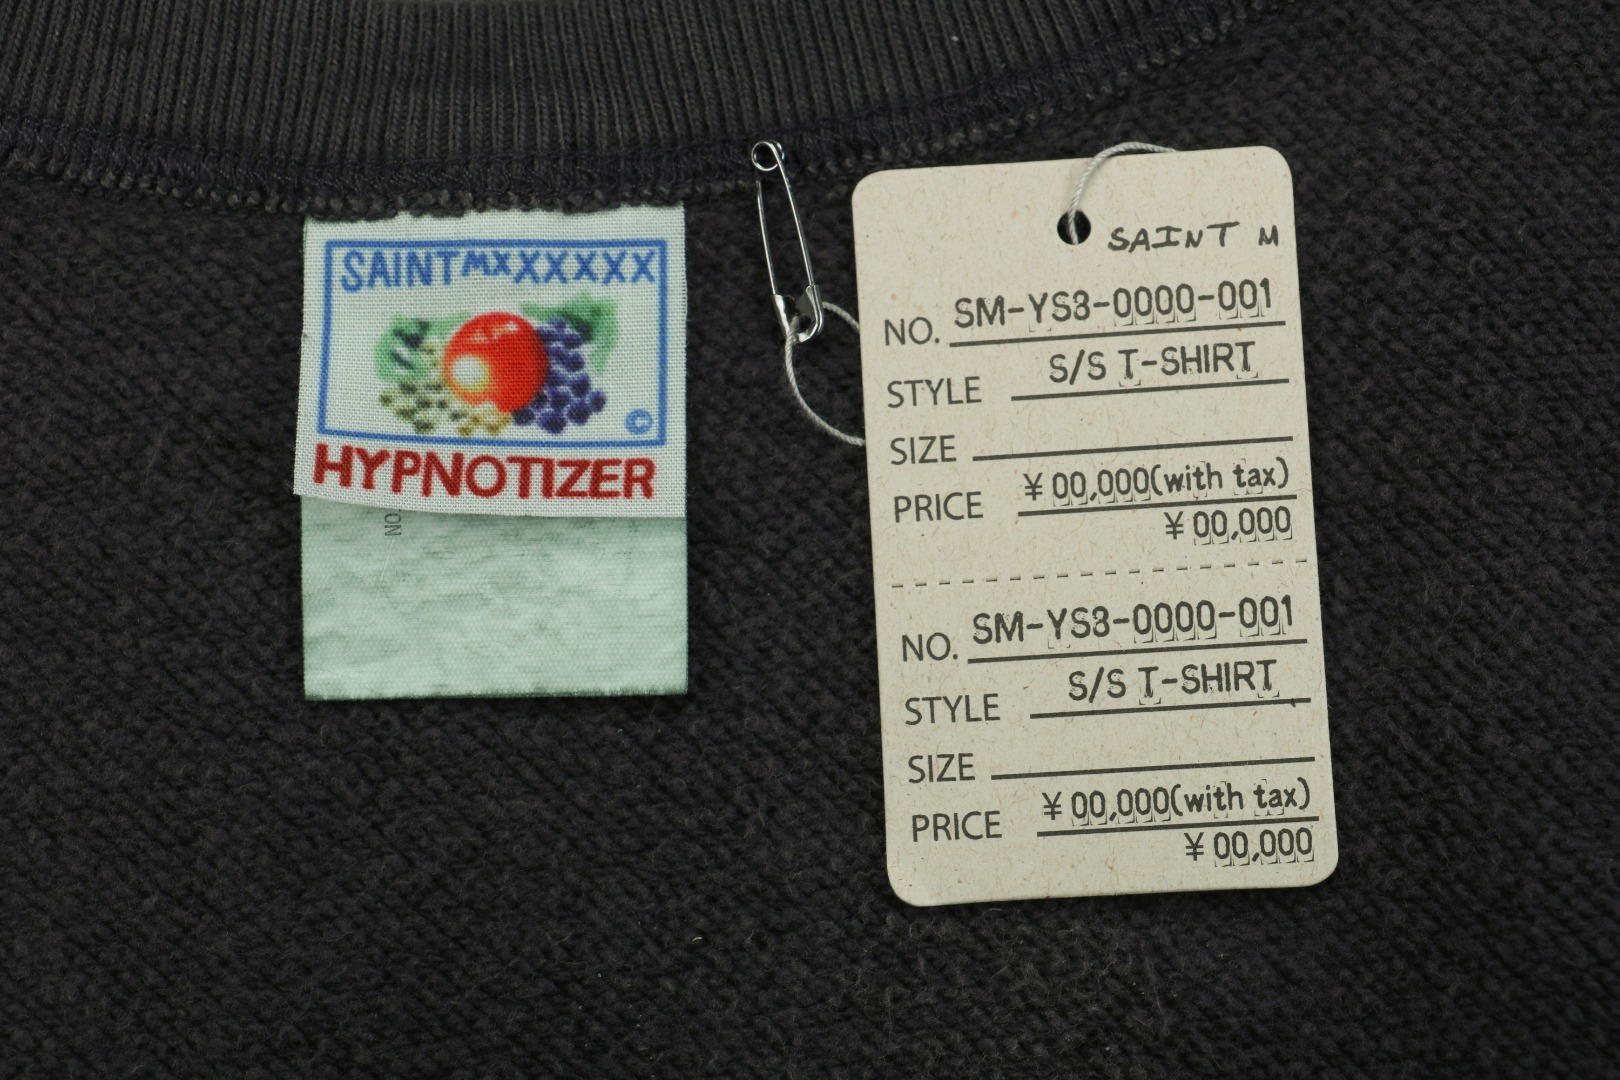 SAINT MXXXXXX
©
HYPNOTIZER
NO.
SAINT M
NO. SM-YS8-0000-001
STYLE S/S T-SHIRT
SIZE
PRICE ¥00,000(with tax)
¥00,000
NO. SM-YS8-0000-001
STYLE S/S T-SHIRT
SIZE
PRICE ¥00,000(with tax)
¥00,000